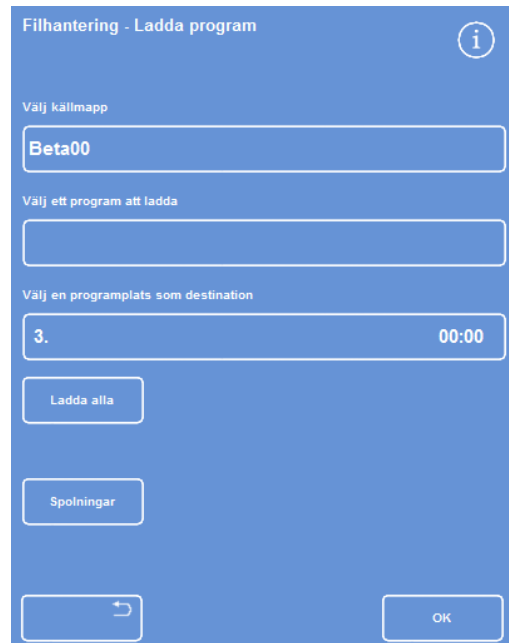 Filhantering - Ladda program
i
Välj källmapp
Beta00
Välj ett program att ladda
Välj en programplats som destination
3. 00:00
Ladda alla
Spolningar
OK